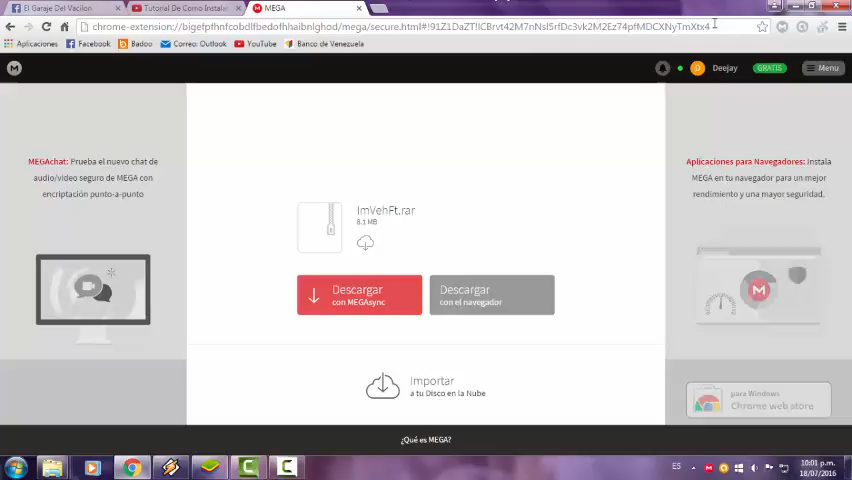 El Garaje Del Vacilon
Tutorial De Como Instala
MEGA
chrome-extension://bigefpfhnfcobdlfbedofhhaibnlghod/mega/secure.html#!91Z1DaZT!ICBrvt42M7nNsl5rfDc3vk2M2Ez74pfMDCXNyTmXtx4
Aplicaciones
Facebook
Badoo
Correo: Outlook
YouTube
Banco de Venezuela
M
D
Deejay
GRATIS
Menu
MEGAchat: Prueba el nuevo chat de
audio/video seguro de MEGA con
encriptación punto-a-punto
ImVehFt.rar
8.1 MB
Descargar
con MEGAsync
Descargar
con el navegador
Importar
a tu Disco en la Nube
Aplicaciones para Navegadores: Instala
MEGA en tu navegador para un mejor
rendimiento y una mayor seguridad.
M
para Windows
Chrome web store
¿Qué es MEGA?
ES
10:01 p.m.
18/07/2016